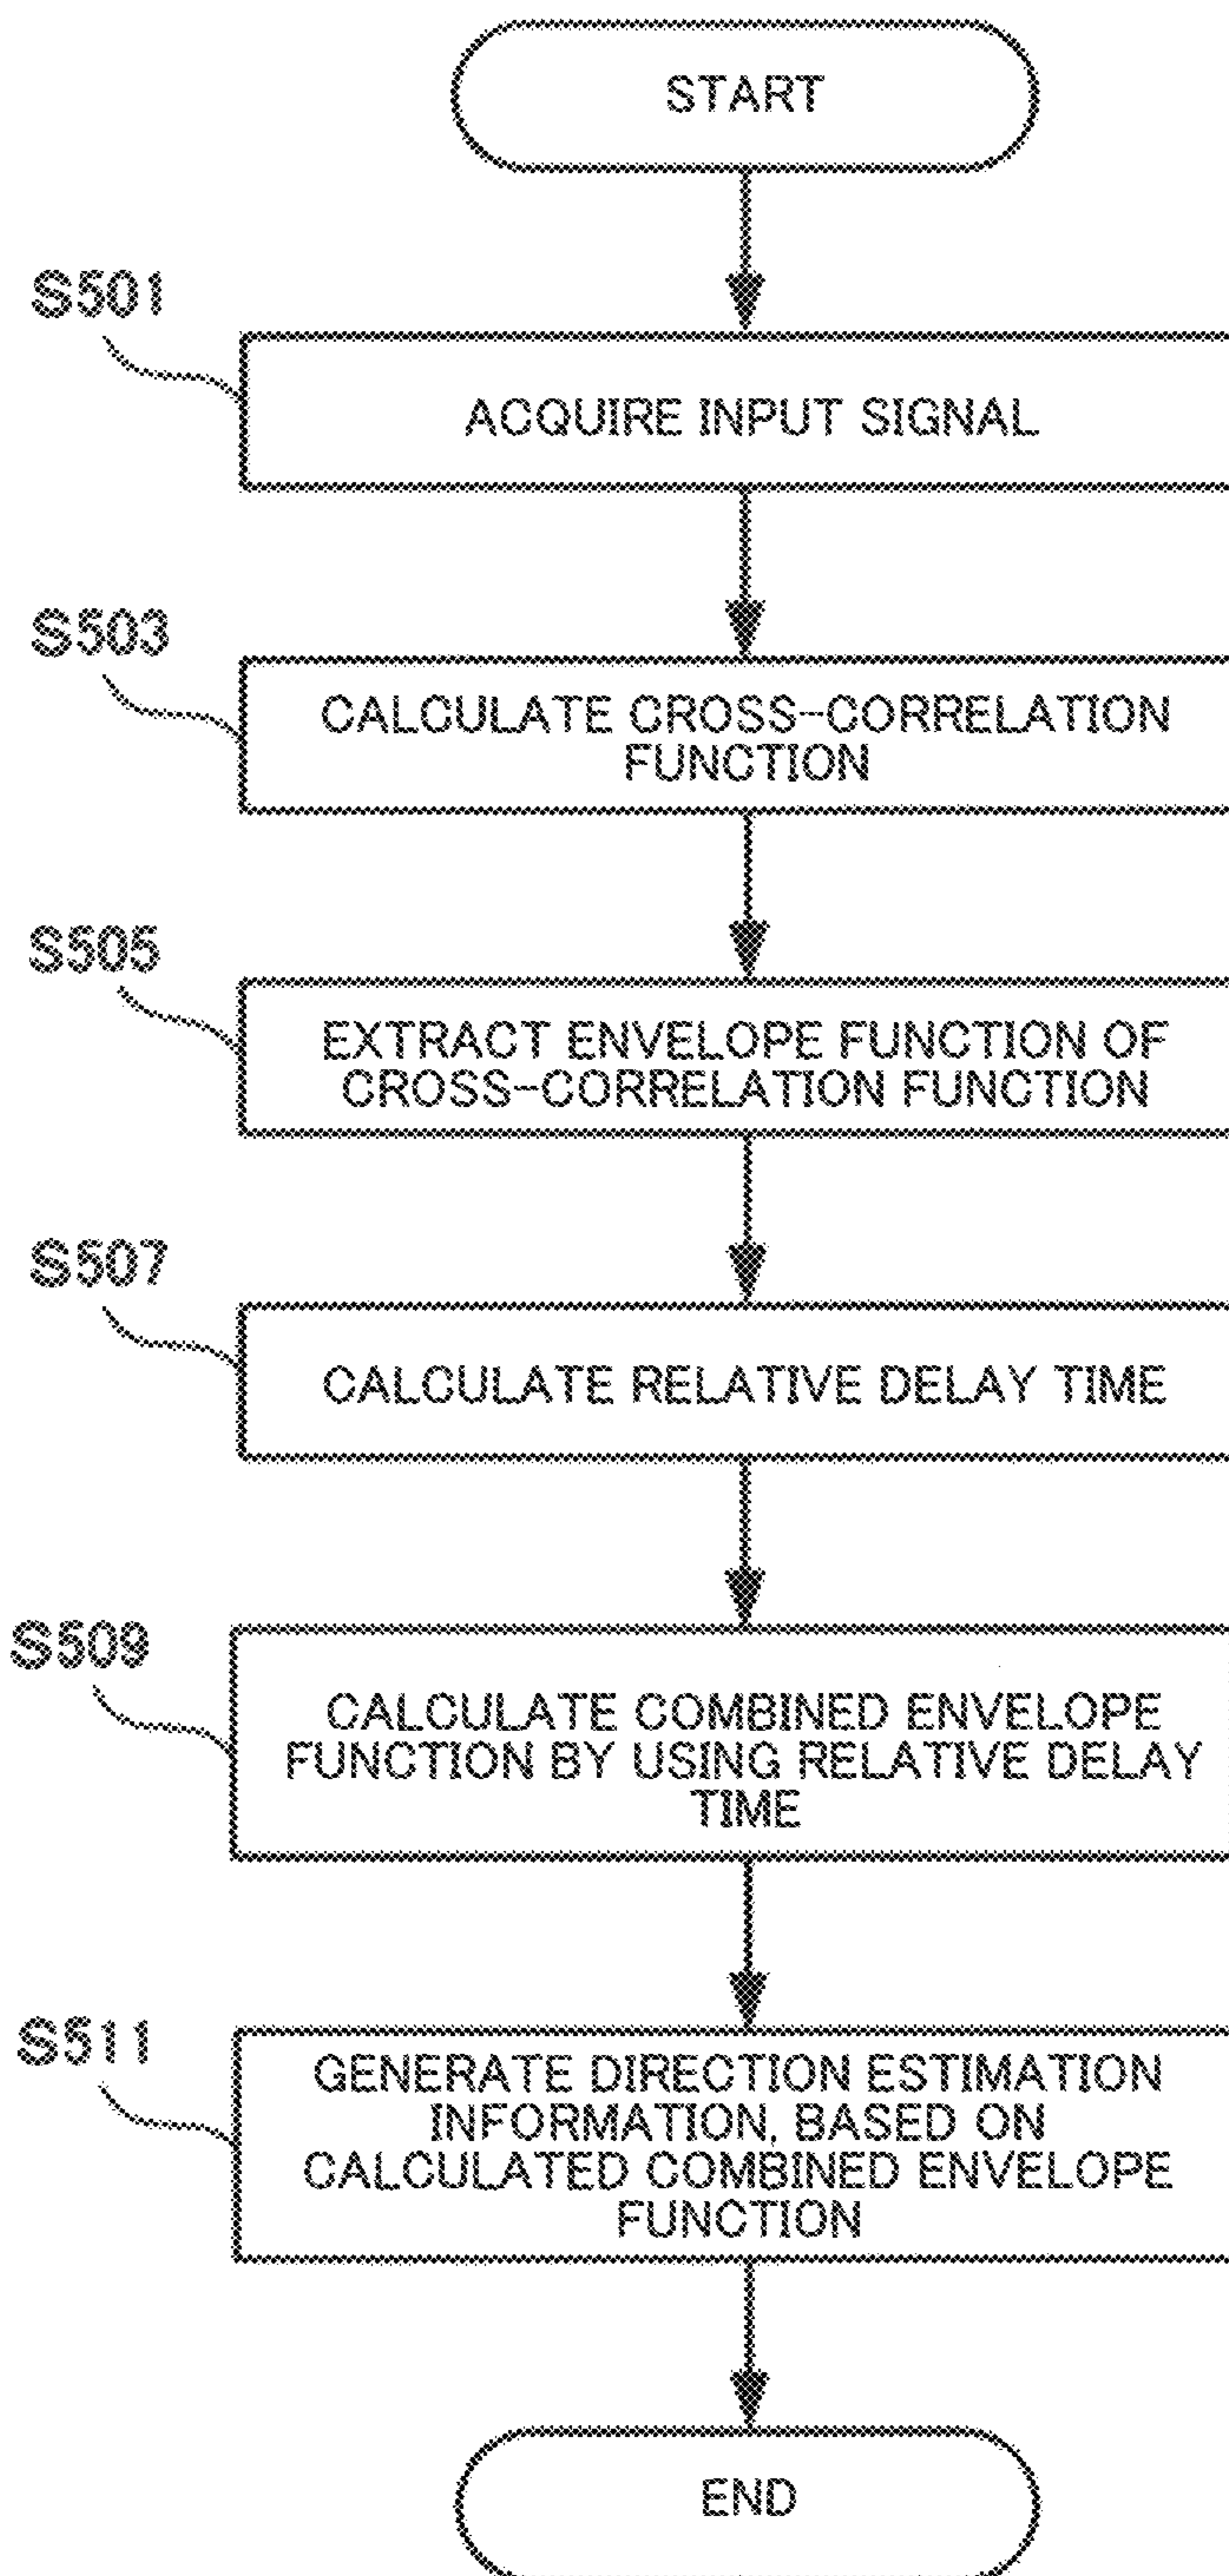 START
S501
ACQUIRE INPUT SIGNAL
S503
CALCULATE CROSS-CORRELATION
FUNCTION
S505
EXTRACT ENVELOPE FUNCTION OF
CROSS-CORRELATION FUNCTION
S507
CALCULATE RELATIVE DELAY TIME
S509
CALCULATE COMBINED ENVELOPE
FUNCTION BY USING RELATIVE DELAY
TIME
S511
GENERATE DIRECTION ESTIMATION
INFORMATION, BASED ON
CALCULATED COMBINED ENVELOPE
FUNCTION
END